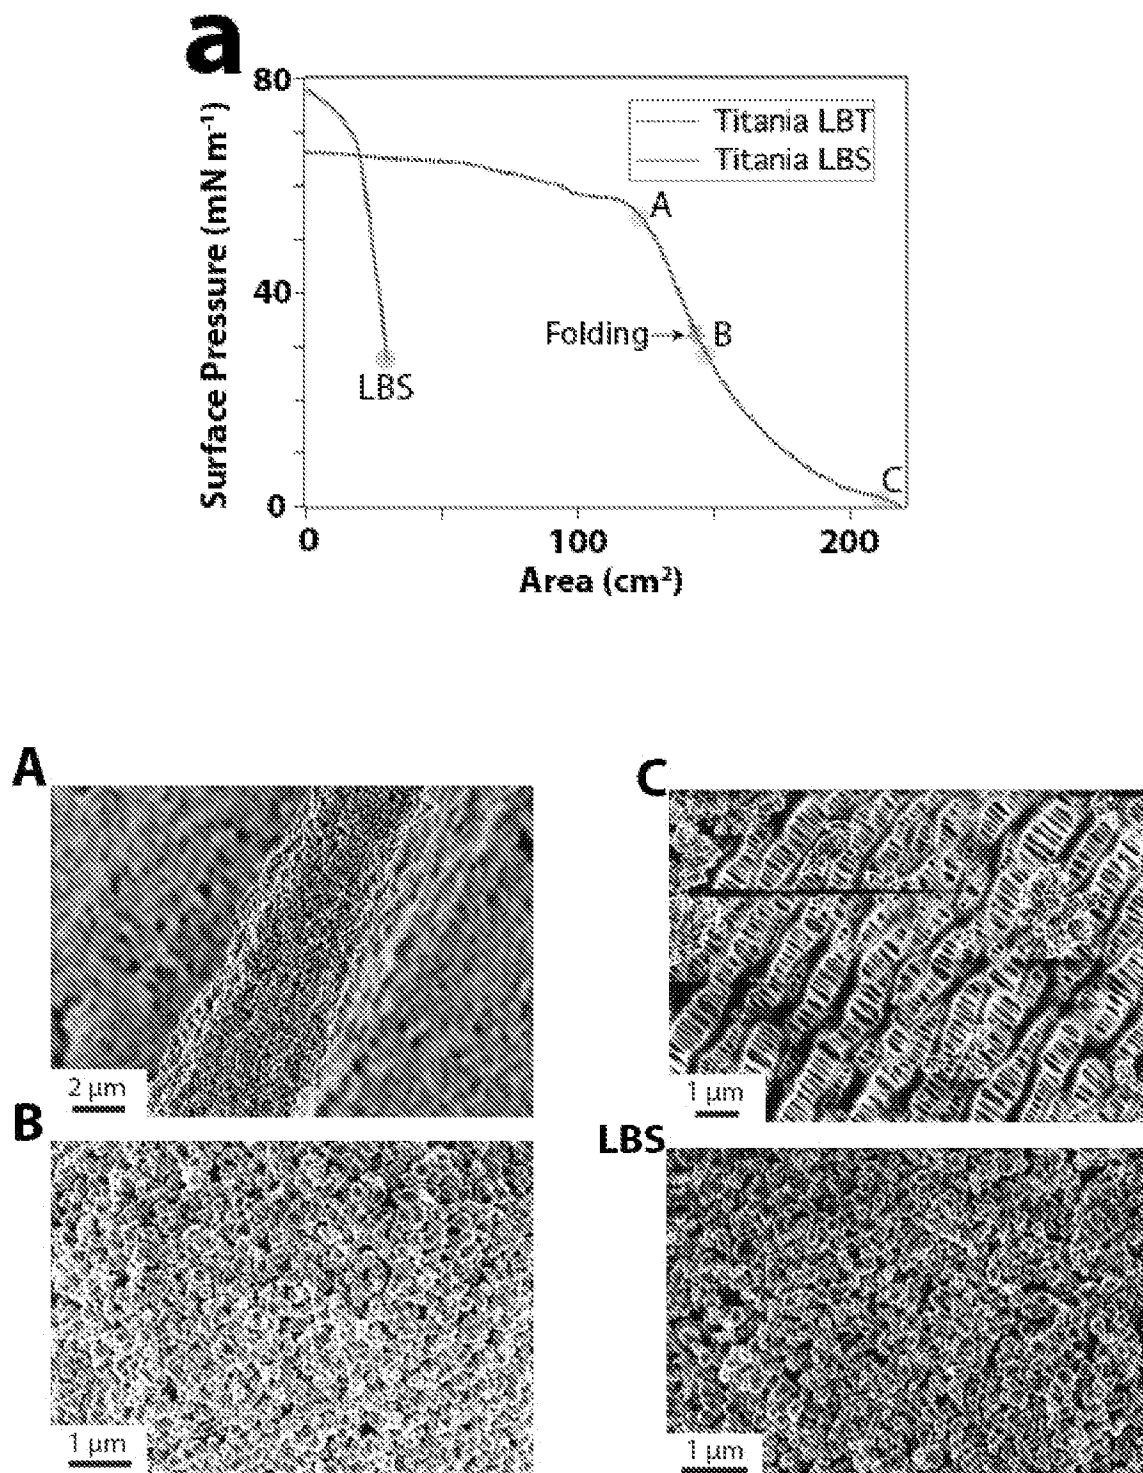 a
80
40
0
Surface Pressure (mN m⁻¹)
Titania LBT
Titania LBS
A
Folding
B
LBS
C
0 100 200
Area (cm²)
A
2 µm
C
1 µm
B
1 µm
LBS
1 µm